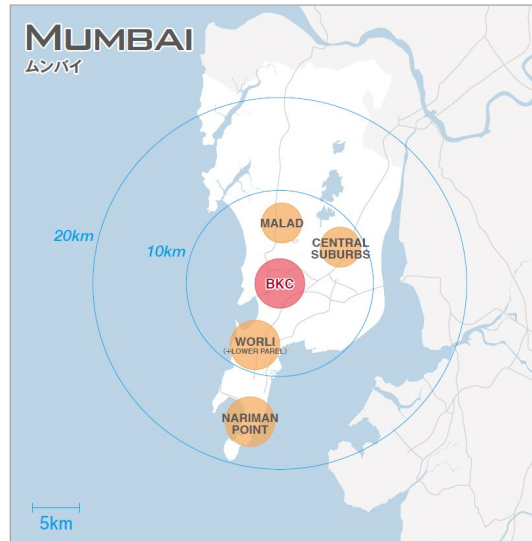 MUMBAI
ムンバイ
20km
10km
MALAD
CENTRAL
SUBURBS
BKC
WORLI
(+LOWER PAREL)
NARIMAN
POINT
5km